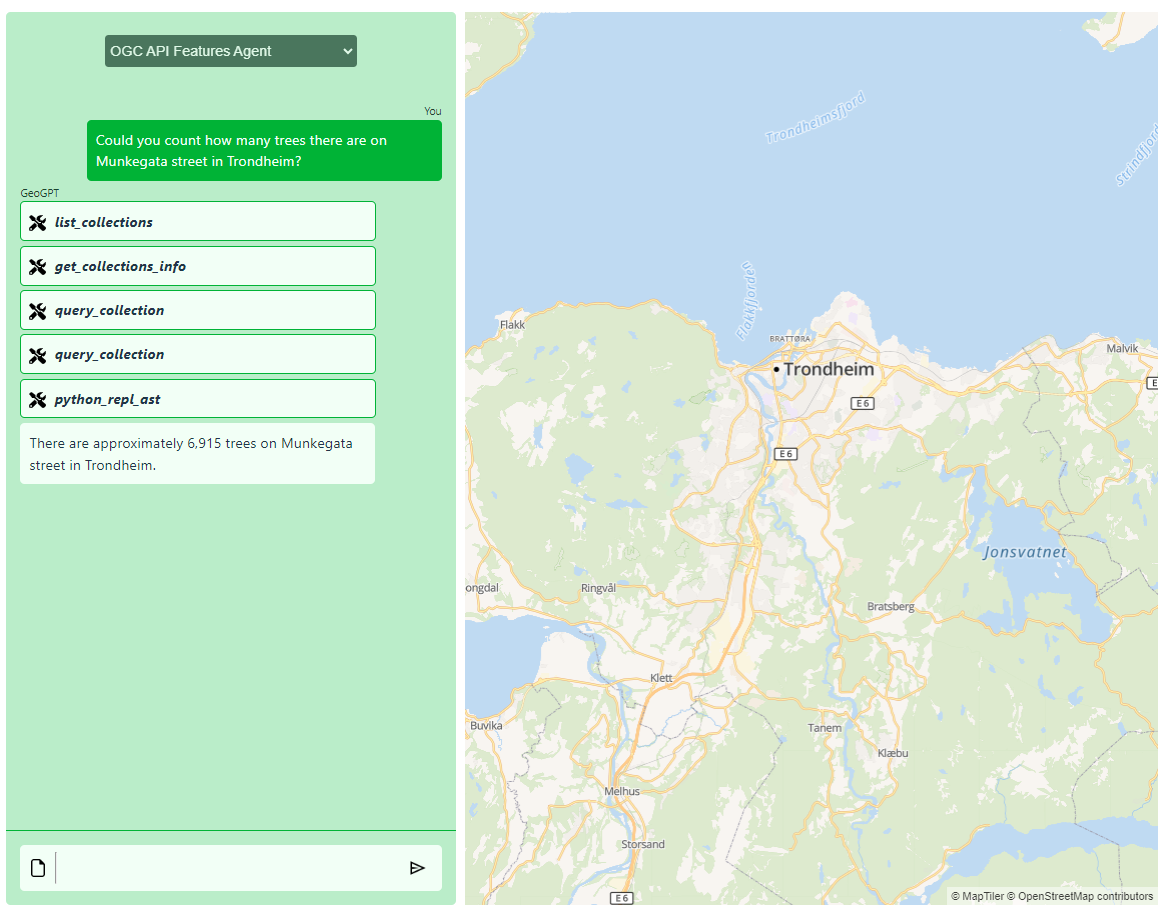 OGC API Features Agent
You
Could you count how many trees there are on
Munkegata street in Trondheim?
GeoGPT
list_collections
get_collections_info
query_collection
query_collection
python_repl_ast
There are approximately 6,915 trees on Munkegata
street in Trondheim.
Trondheimsfjord
Strindfjord
Flakkfjorden
Flakk
BRATTØRA
Malvik
Trondheim
E6
E6
Jonsvatnet
ongdal
Ringvål
Bratsberg
Klett
Buvika
Tanem
Klæbu
Melhus
Storsand
E6
© MapTiler © OpenStreetMap contributors